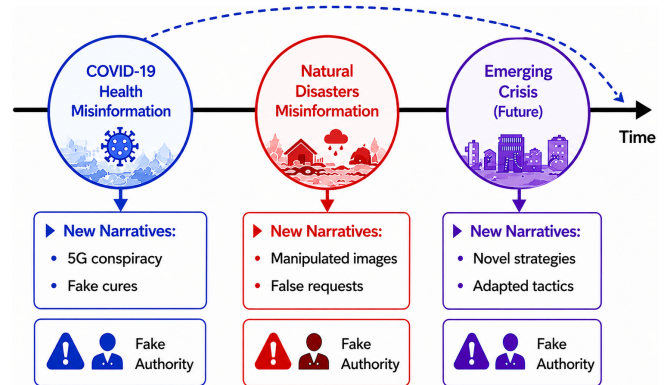 COVID-19
Health
Misinformation
Natural
Disasters
Misinformation
Emerging
Crisis
(Future)
Time
New Narratives:
• 5G conspiracy
• Fake cures
New Narratives:
• Manipulated images
• False requests
New Narratives:
• Novel strategies
• Adapted tactics
Fake
Authority
Fake
Authority
Fake
Authority